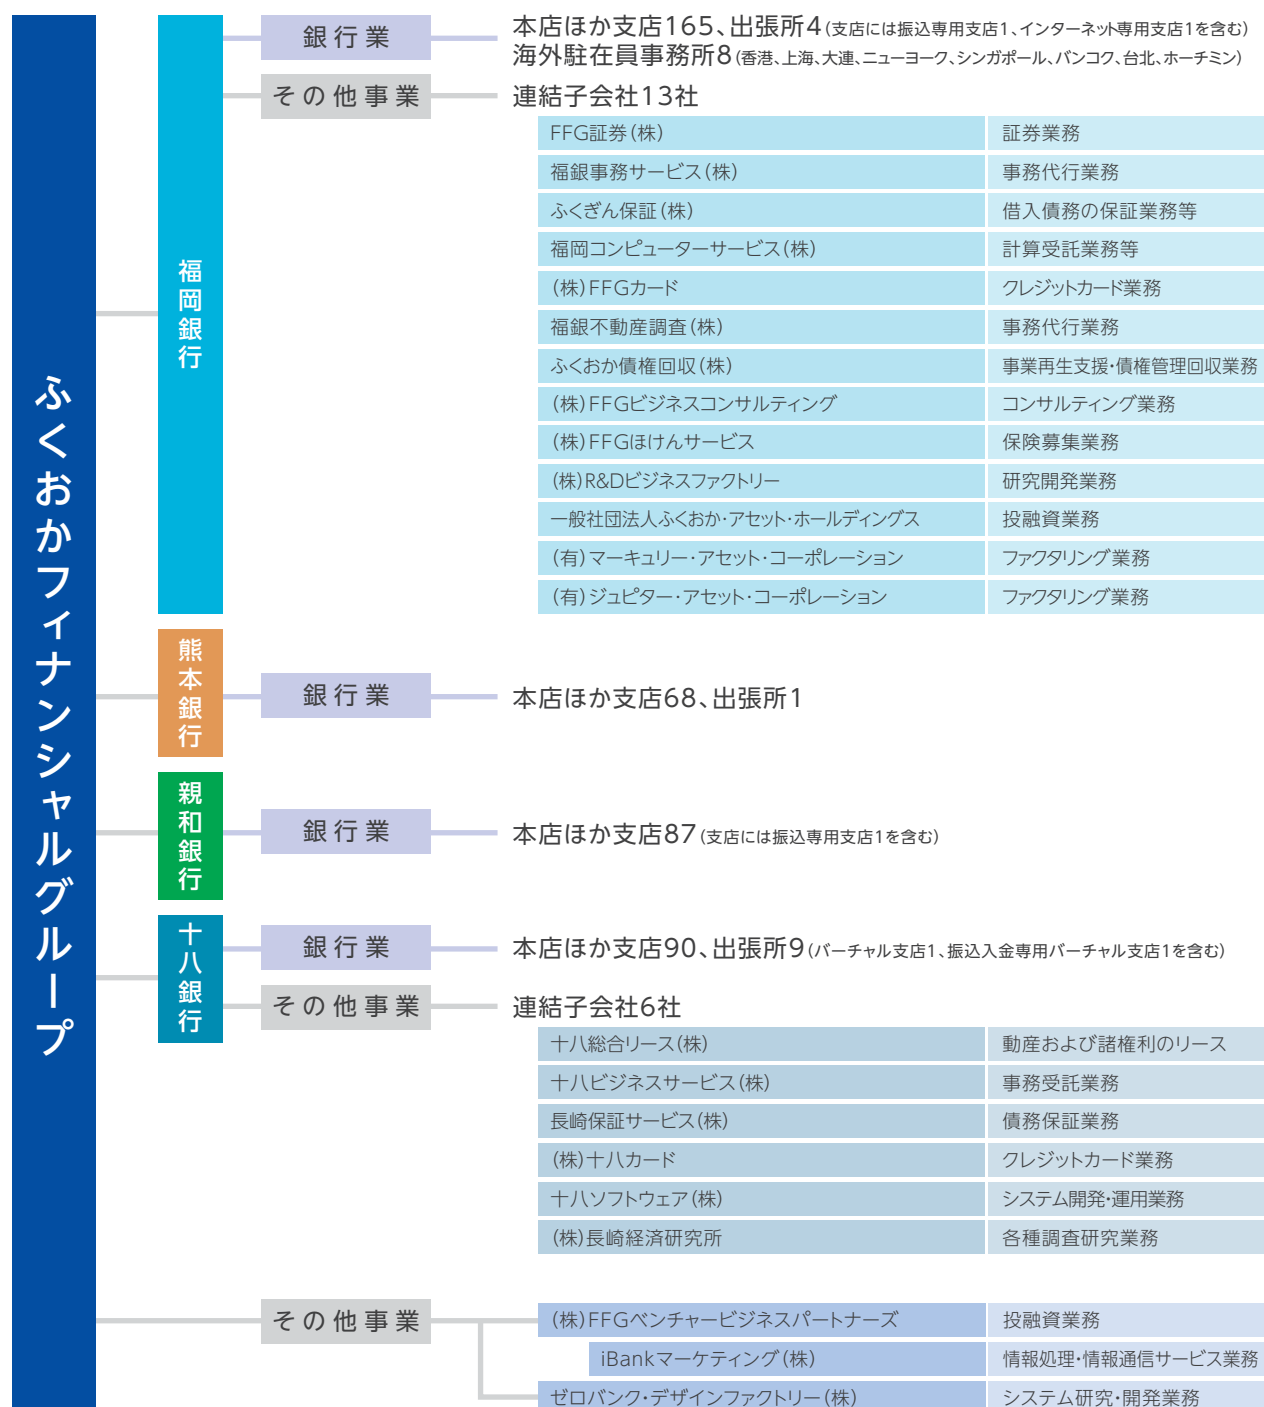 ふくおかフィナンシャルグループ
福岡銀行
銀行業
本店ほか支店165、出張所4(支店には振込専用支店1、インターネット専用支店1を含む)
海外駐在員事務所8(香港、上海、大連、ニューヨーク、シンガポール、バンコク、台北、ホーチミン)
その他事業
連結子会社13社
FFG証券(株) 証券業務
福銀事務サービス(株) 事務代行業務
ふくぎん保証(株) 借入債務の保証業務等
福岡コンピューターサービス(株) 計算受託業務等
(株)FFGカード クレジットカード業務
福銀不動産調査(株) 事務代行業務
ふくおか債権回収(株) 事業再生支援・債権管理回収業務
(株)FFGビジネスコンサルティング コンサルティング業務
(株)FFGほけんサービス 保険募集業務
(株)R&Dビジネスファクトリー 研究開発業務
一般社団法人ふくおか・アセット・ホールディングス 投融資業務
(有)マーキュリー・アセット・コーポレーション ファクタリング業務
(有)ジュピター・アセット・コーポレーション ファクタリング業務
熊本銀行
銀行業
本店ほか支店68、出張所1
親和銀行
銀行業
本店ほか支店87(支店には振込専用支店1を含む)
十八銀行
銀行業
本店ほか支店90、出張所9(バーチャル支店1、振込入金専用バーチャル支店1を含む)
その他事業
連結子会社6社
十八総合リース(株) 動産および諸権利のリース
十八ビジネスサービス(株) 事務受託業務
長崎保証サービス(株) 債務保証業務
(株)十八カード クレジットカード業務
十八ソフトウェア(株) システム開発・運用業務
(株)長崎経済研究所 各種調査研究業務
その他事業
(株)FFGベンチャービジネスパートナーズ 投融資業務
iBankマーケティング(株) 情報処理・情報通信サービス業務
ゼロバンク・デザインファクトリー(株) システム研究・開発業務